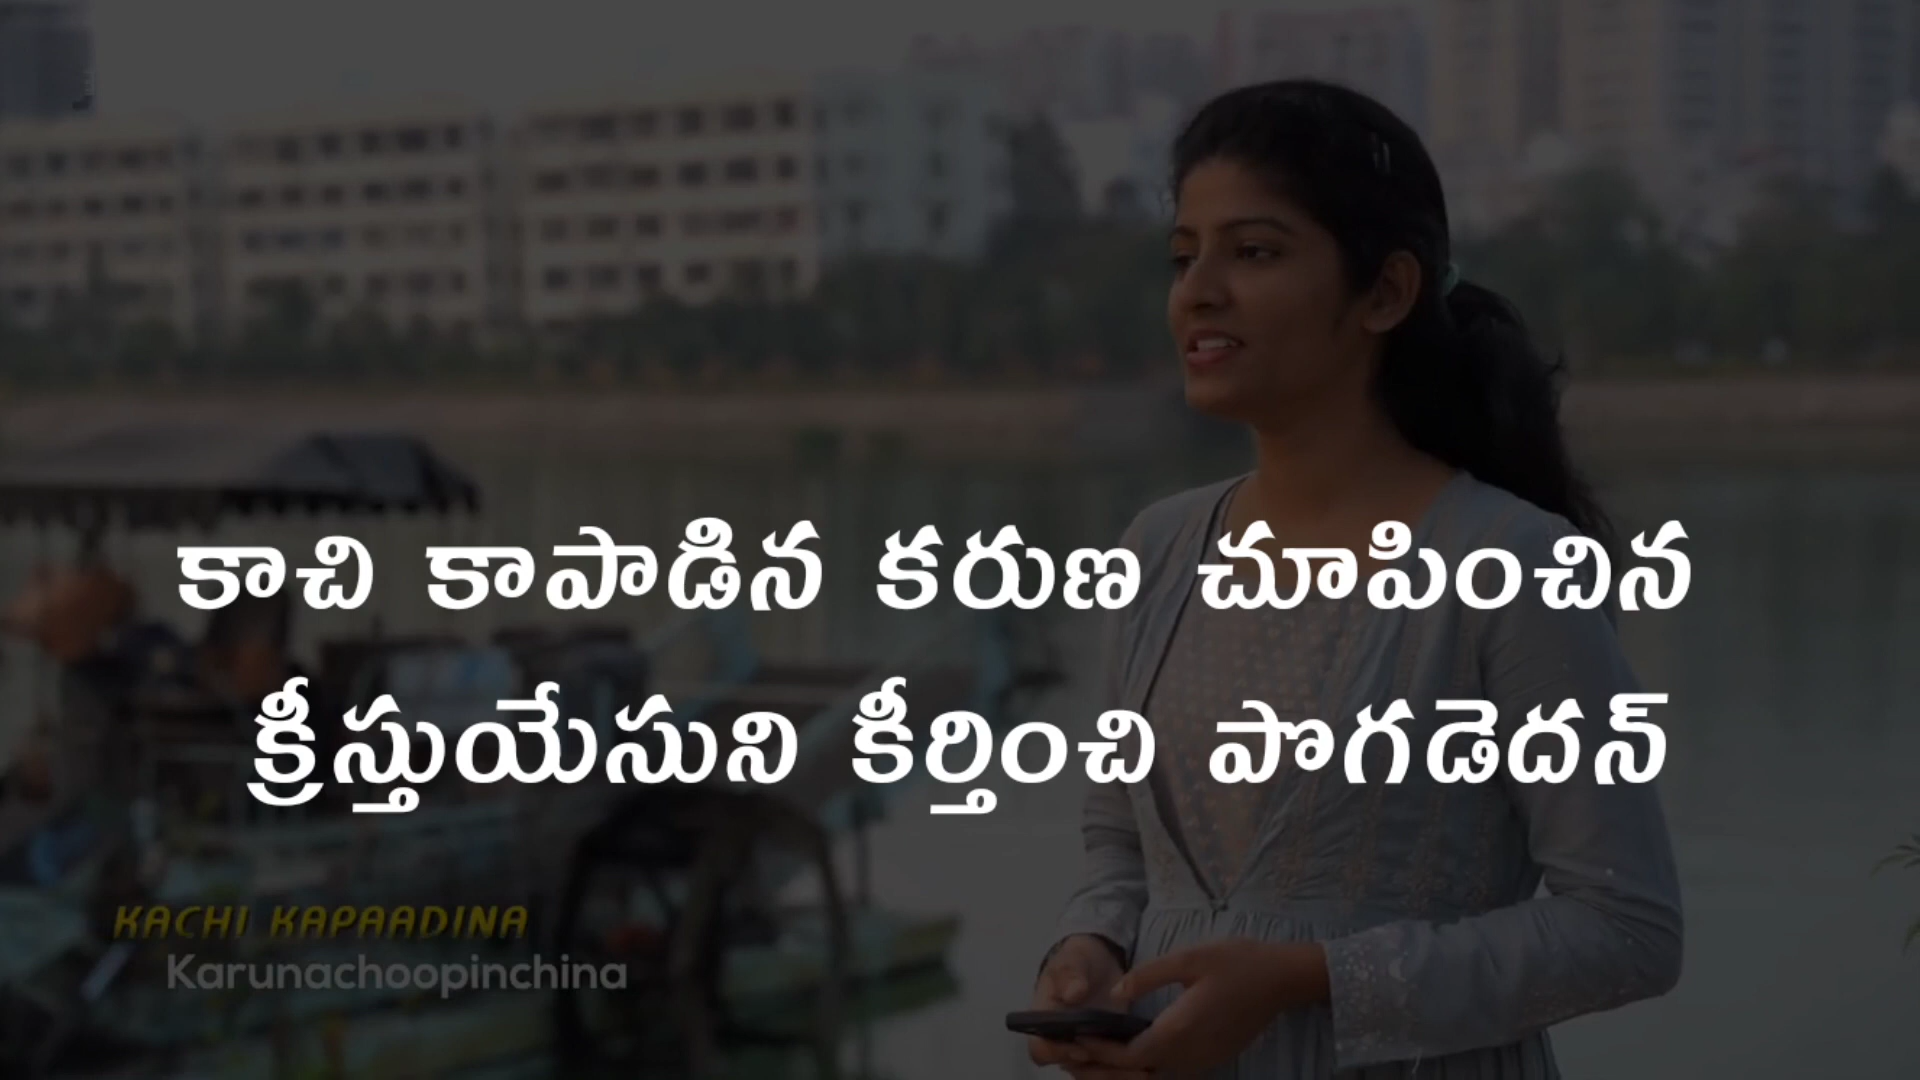 కాచి కాపాడిన కరుణ చూపించిన
క్రీస్తుయేసుని కీర్తించి పొగడెదన్
KACHI KAPAADINA
Karunachoopinchina